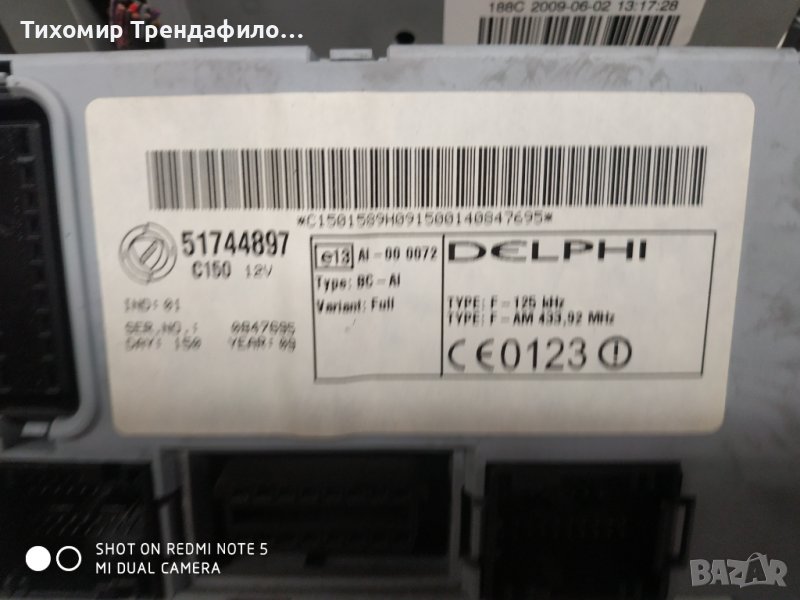 Тихомир Трендафило...
188C 2009-06-02 13:17:28
*C1501589H091500140847695*
51744897
C150 12V
IND: 01
SER.NO.: 0847695
DAY: 150 YEAR: 09
e13 AI-00 0072
Type: BC-AI
Variant: Full
DELPHI
TYPE: F=125 kHz
TYPE: F=AM 433,92 MHz
CE0123
SHOT ON REDMI NOTE 5
MI DUAL CAMERA
BAZAR